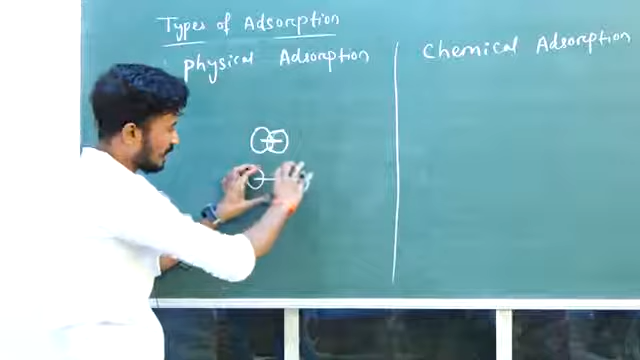 Types of Adsorption
Physical Adsorption
Chemical Adsorption